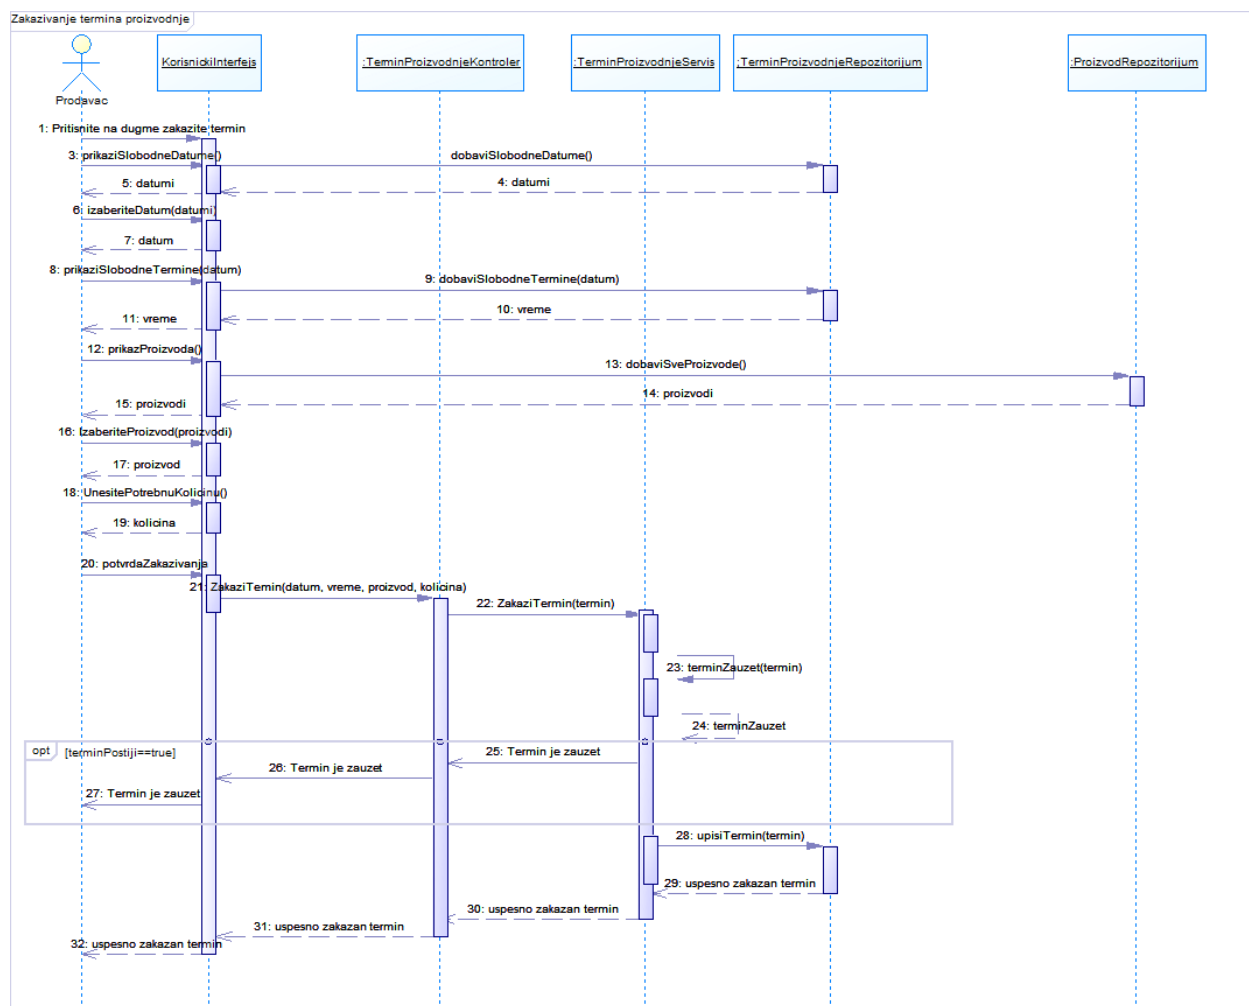 Zakazivanje termina proizvodnje
Prodavac
KorisnickiInterfejs
:TerminProizvodnjeKontroler
:TerminProizvodnjeServis
:TerminProizvodnjeRepozitorijum
:ProizvodRepozitorijum
1: Pritisnite na dugme zakazite termin
3: prikaziSlobodneDatume()
dobaviSlobodneDatume()
4: datumi
5: datumi
6: izaberiteDatum(datumi)
7: datum
8: prikaziSlobodneTermine(datum)
9: dobaviSlobodneTermine(datum)
10: vreme
11: vreme
12: prikazProizvoda()
13: dobaviSveProizvode()
14: proizvodi
15: proizvodi
16: IzaberiteProizvod(proizvodi)
17: proizvod
18: UnesitePotrebnuKolicinu()
19: kolicina
20: potvrdaZakazivanja
21: ZakaziTemin(datum, vreme, proizvod, kolicina)
22: ZakaziTermin(termin)
23: terminZauzet(termin)
24: terminZauzet
opt
[terminPostiji==true]
25: Termin je zauzet
26: Termin je zauzet
27: Termin je zauzet
28: upisiTermin(termin)
29: uspesno zakazan termin
30: uspesno zakazan termin
31: uspesno zakazan termin
32: uspesno zakazan termin